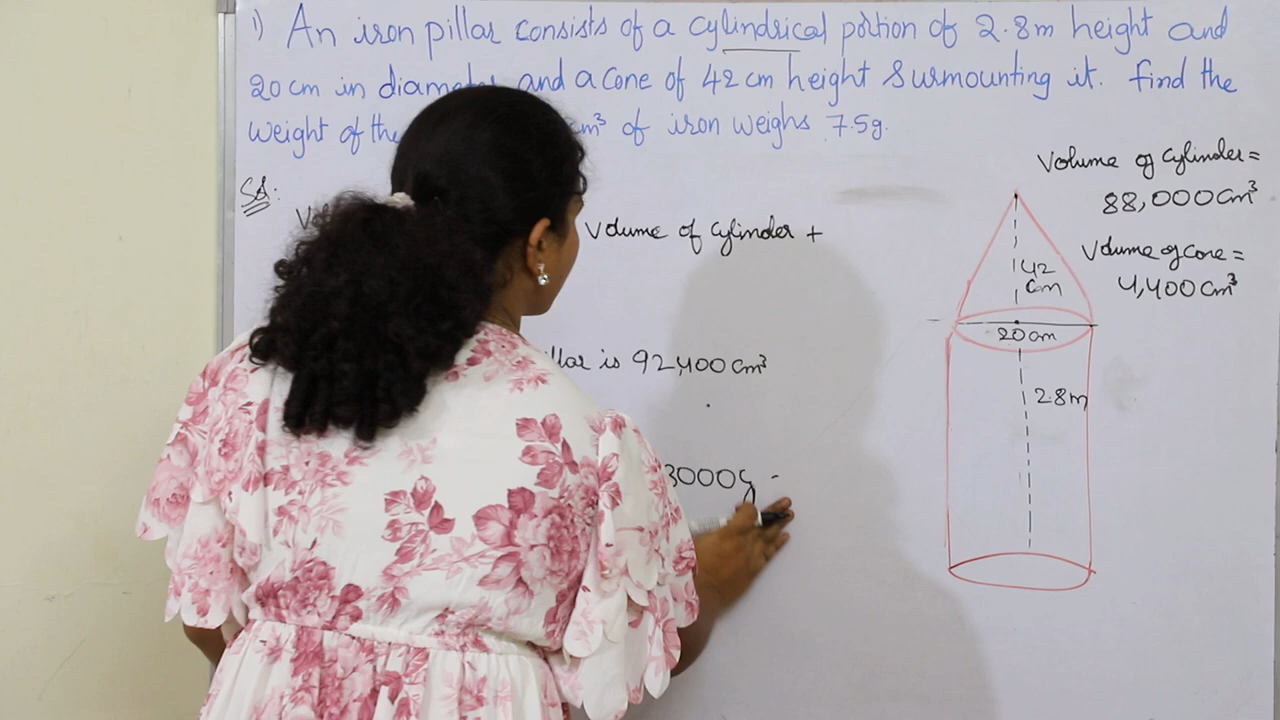 1) An iron pillar consists of a cylindrical portion of 2.8m height and
20 cm in diameter and a cone of 42 cm height surmounting it. Find the
weight of the cm³ of iron weighs 7.5g.
Sol:
volume of cylinder +
pillar is 92,400 cm³
3000g =
Volume of cylinder =
88,000 cm³
Volume of cone =
4,400 cm³
42
cm
20cm
2.8m